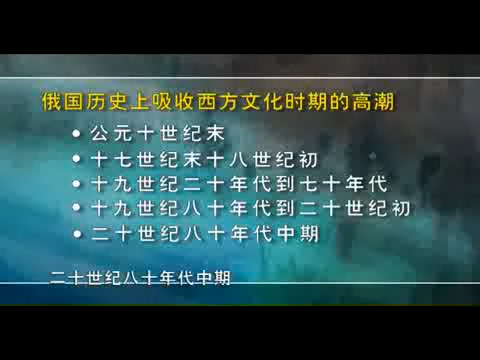 俄国历史上吸收西方文化时期的高潮
公元十世纪末
十七世纪末十八世纪初
十九世纪二十年代到七十年代
十九世纪八十年代到二十世纪初
二十世纪八十年代中期
二十世纪八十年代中期